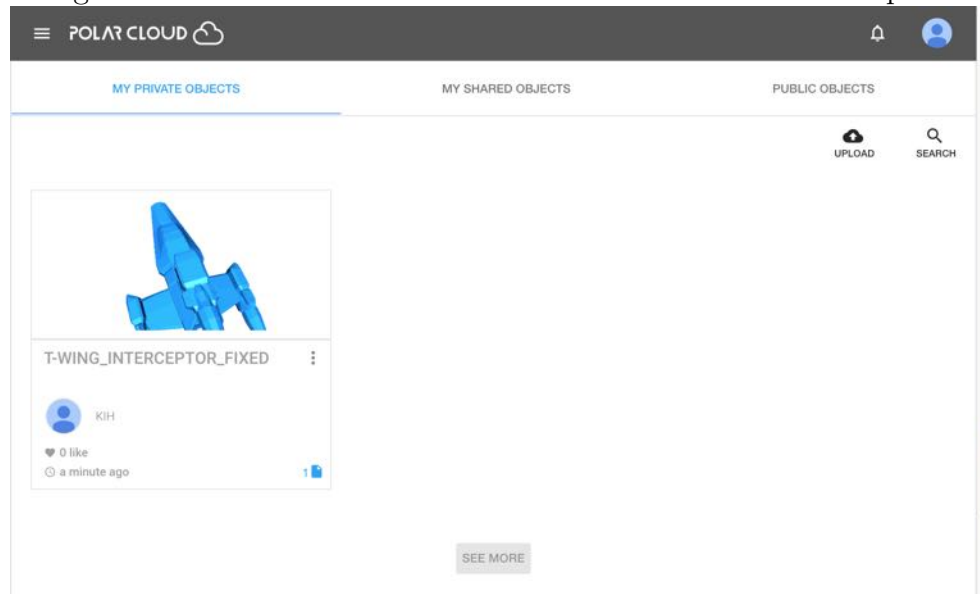 POLAR CLOUD
MY PRIVATE OBJECTS
MY SHARED OBJECTS
PUBLIC OBJECTS
UPLOAD
SEARCH
T-WING_INTERCEPTOR_FIXED
KIH
0 like
a minute ago
1
SEE MORE